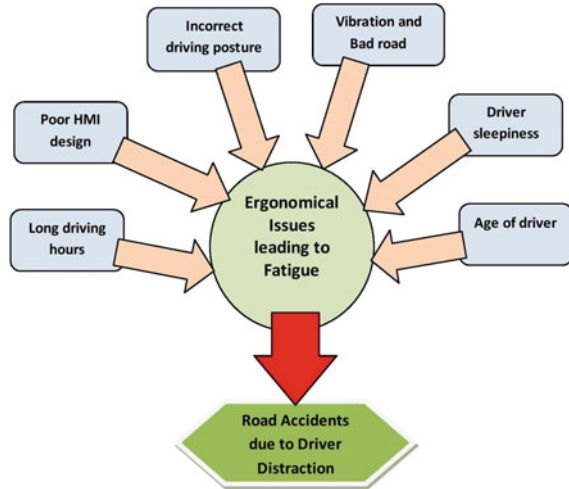 Incorrect
driving posture
Vibration and
Bad road
Poor HMI
design
Driver
sleepiness
Long driving
hours
Age of driver
Ergonomical
Issues
leading to
Fatigue
Road Accidents
due to Driver
Distraction